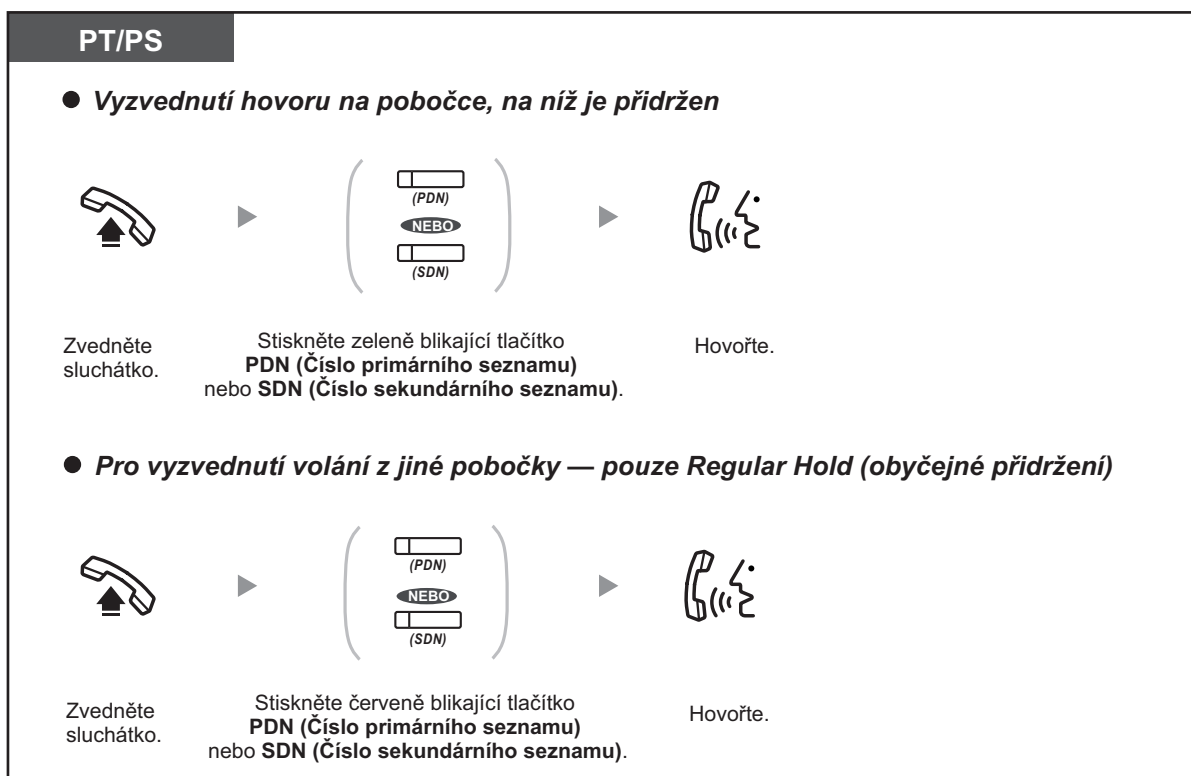 PT/PS
● Vyzvednutí hovoru na pobočce, na níž je přidržen
(PDN)
NEBO
(SDN)
Zvedněte
sluchátko.
Stiskněte zeleně blikající tlačítko
PDN (Číslo primárního seznamu)
nebo SDN (Číslo sekundárního seznamu).
Hovořte.
● Pro vyzvednutí volání z jiné pobočky — pouze Regular Hold (obyčejné přidržení)
(PDN)
NEBO
(SDN)
Zvedněte
sluchátko.
Stiskněte červeně blikající tlačítko
PDN (Číslo primárního seznamu)
nebo SDN (Číslo sekundárního seznamu).
Hovořte.